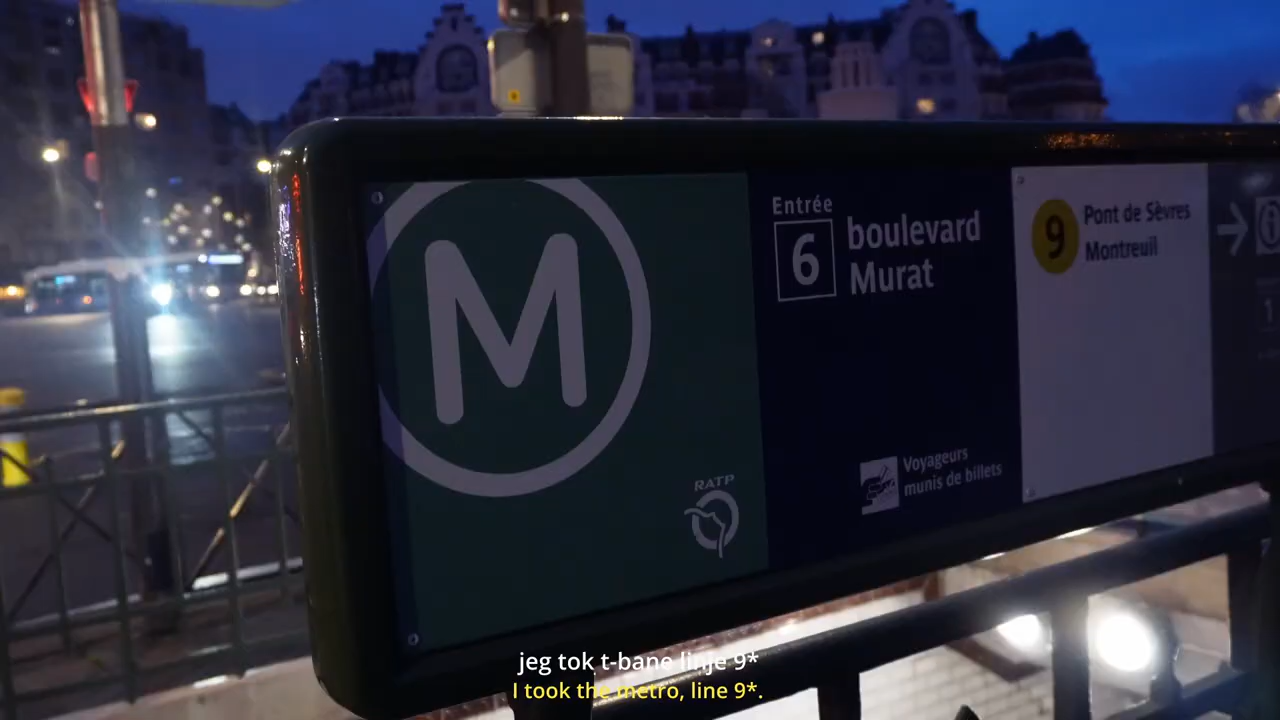 M
RATP
Entrée
6
boulevard
Murat
Voyageurs
munis de billets
9
Pont de Sèvres
Montreuil
→
i
jeg tok t-bane linje 9*
I took the metro, line 9*.